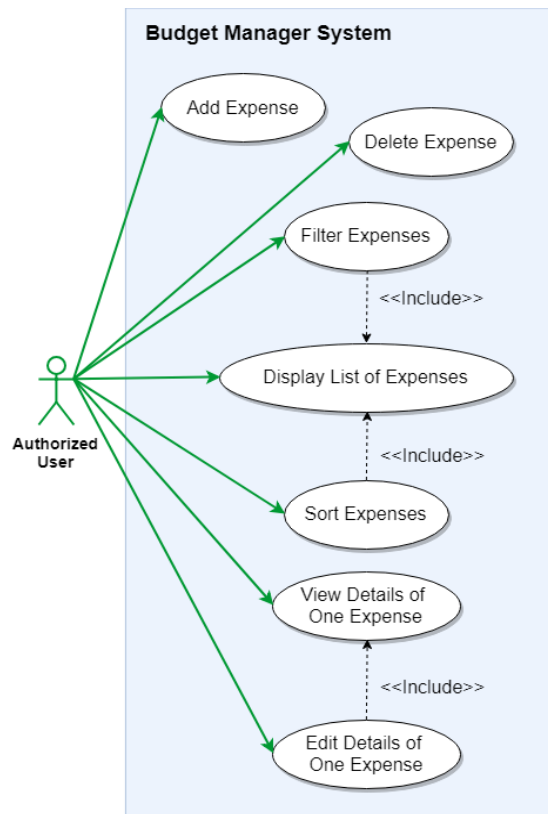 Budget Manager System
Add Expense
Delete Expense
Filter Expenses
<<Include>>
Display List of Expenses
Authorized
User
<<Include>>
Sort Expenses
View Details of
One Expense
<<Include>>
Edit Details of
One Expense